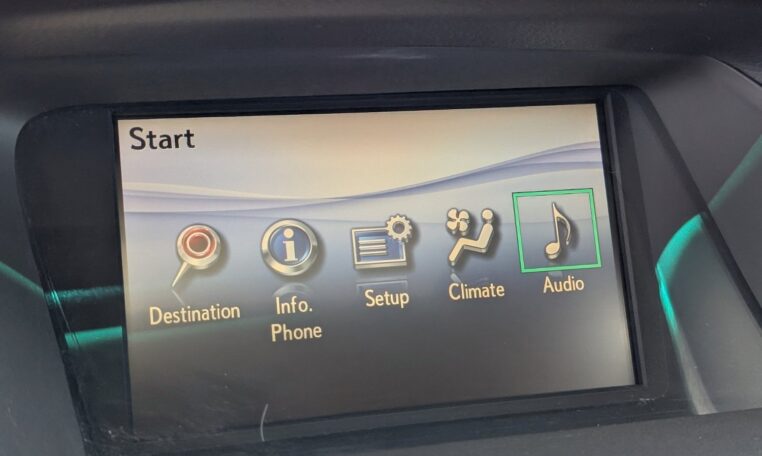 Start
Destination
Info.
Phone
Setup
Climate
Audio